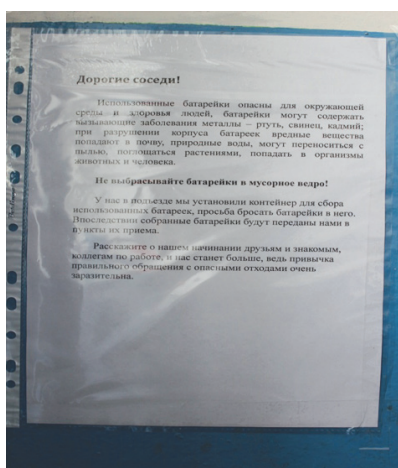 Дорогие соседи!
Использованные батарейки опасны для окружающей
среды и здоровья людей, батарейки могут содержать
вызывающие заболевания металлы – ртуть, свинец, кадмий;
при разрушении корпуса батареек вредные вещества
попадают в почву, природные воды, могут переноситься с
пылью, поглощаться растениями, попадать в организмы
животных и человека.
Не выбрасывайте батарейки в мусорное ведро!
У нас в подъезде мы установили контейнер для сбора
использованных батареек, просьба бросать батарейки в него.
Впоследствии собранные батарейки будут переданы нами в
пункты их приема.
Расскажите о нашем начинании друзьям и знакомым,
коллегам по работе, и нас станет больше, ведь привычка
правильного обращения с опасными отходами очень
заразительна.